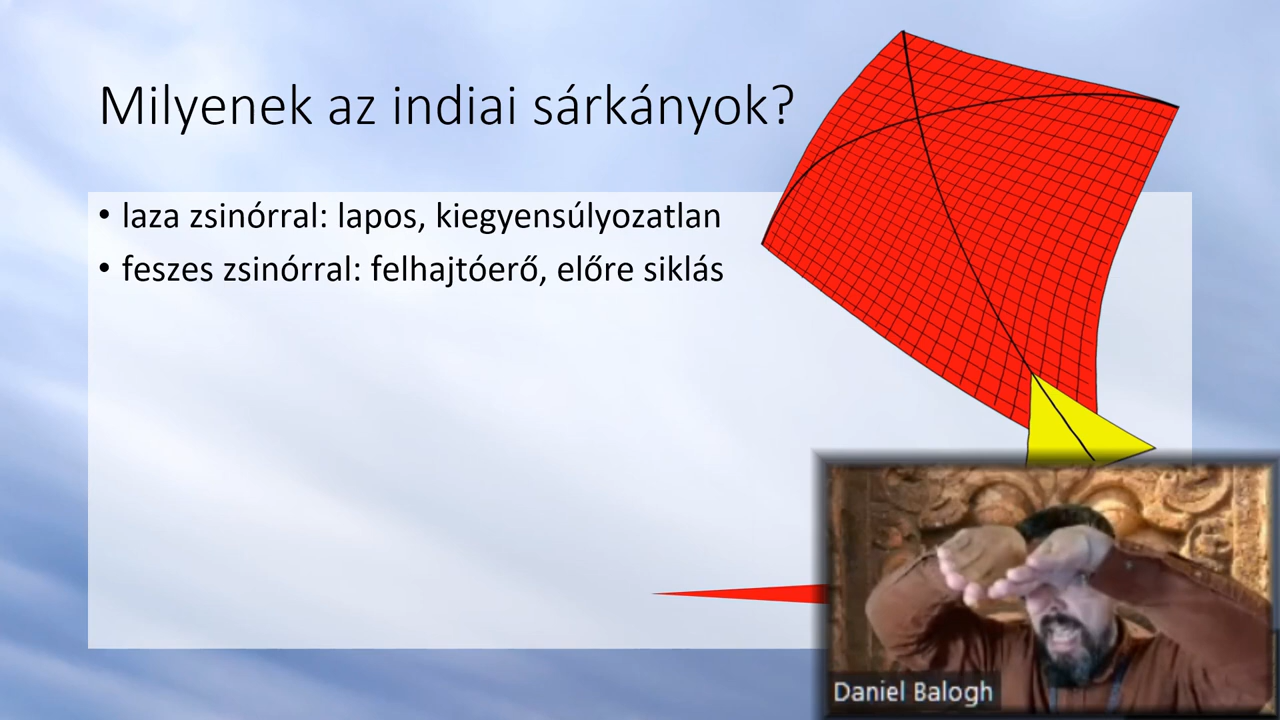 Milyenek az indiai sárkányok?
• laza zsinórral: lapos, kiegyensúlyozatlan
• feszes zsinórral: felhajtóerő, előre siklás
Daniel Balogh